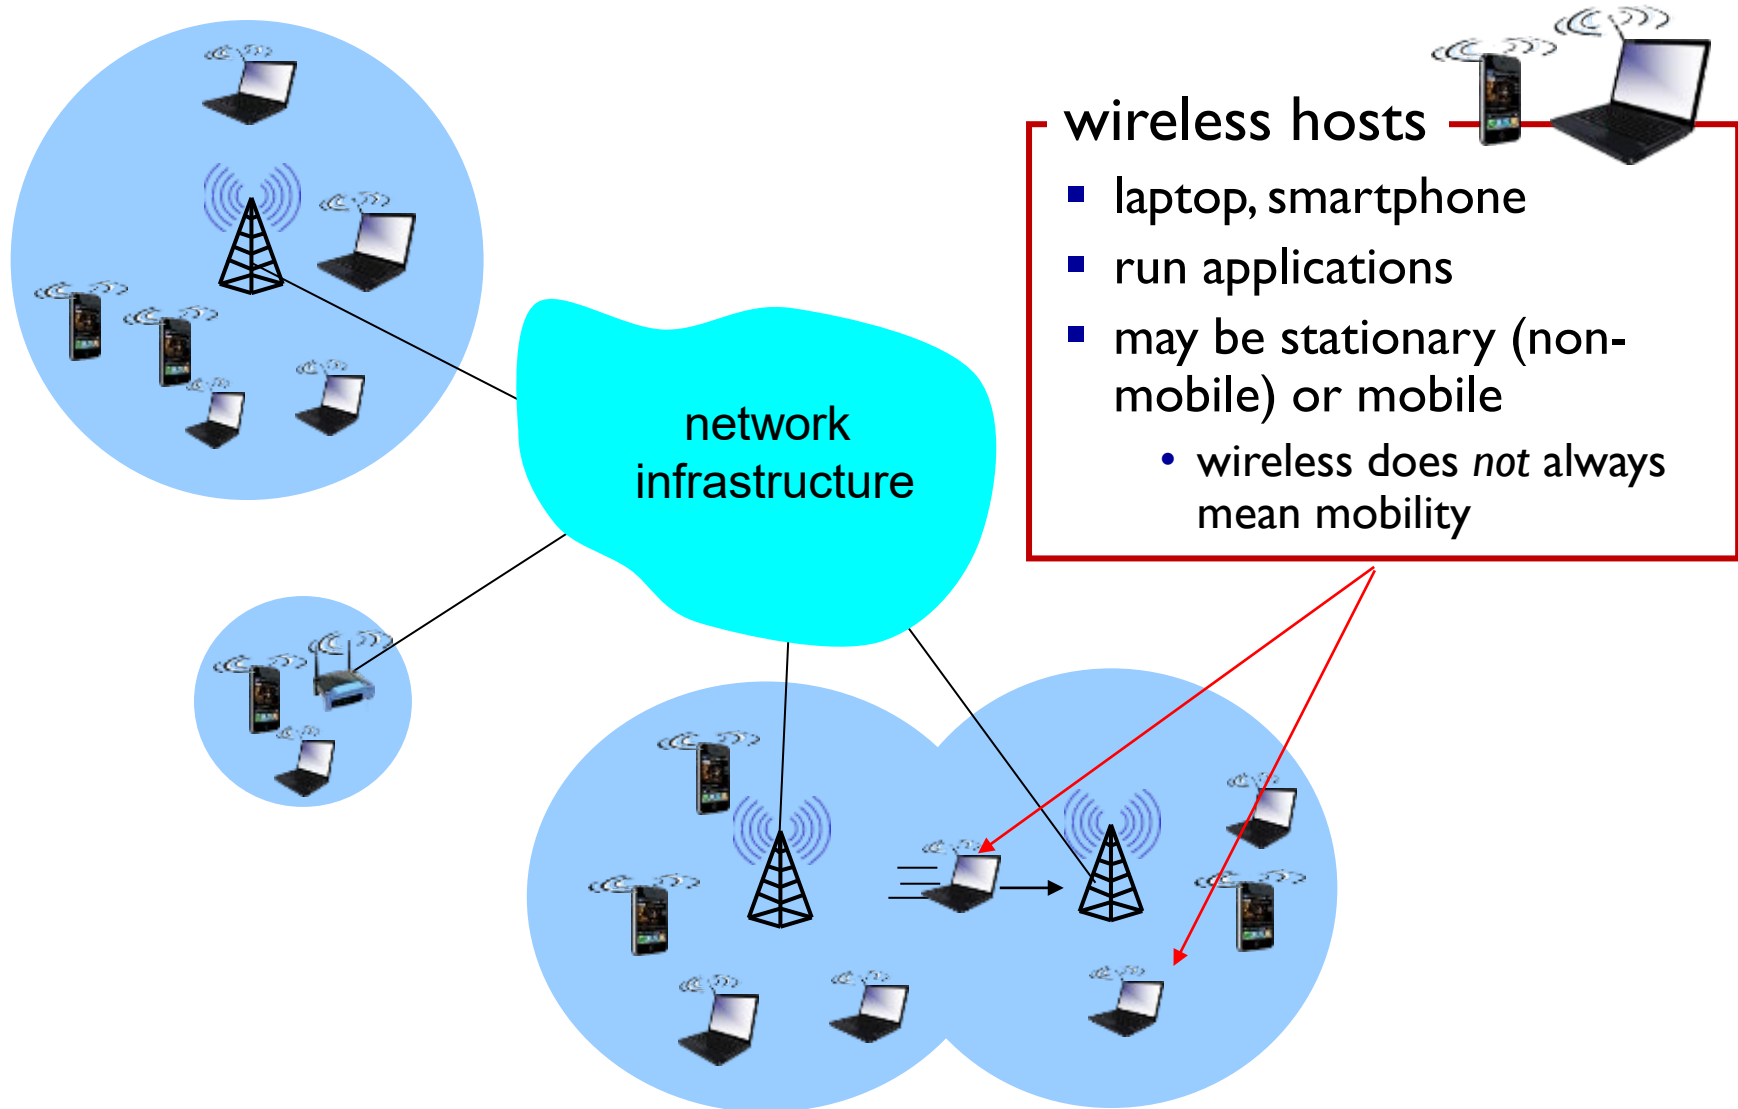 wireless hosts
laptop, smartphone
run applications
may be stationary (non-
mobile) or mobile
wireless does not always
mean mobility
network
infrastructure